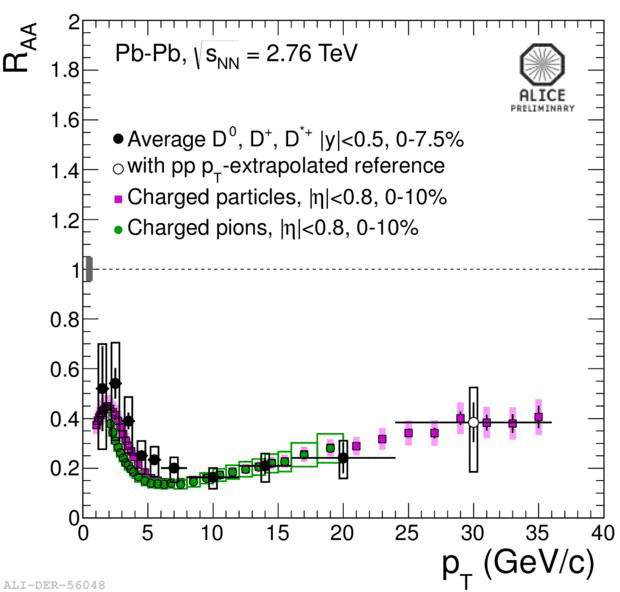 R_AA
2
1.8
1.6
1.4
1.2
1
0.8
0.6
0.4
0.2
0
Pb-Pb, √s_NN = 2.76 TeV
ALICE
PRELIMINARY
Average D^0, D^+, D^*+ |y|<0.5, 0-7.5%
with pp p_T-extrapolated reference
Charged particles, |η|<0.8, 0-10%
Charged pions, |η|<0.8, 0-10%
0 5 10 15 20 25 30 35 40
p_T (GeV/c)
ALI-DER-56048